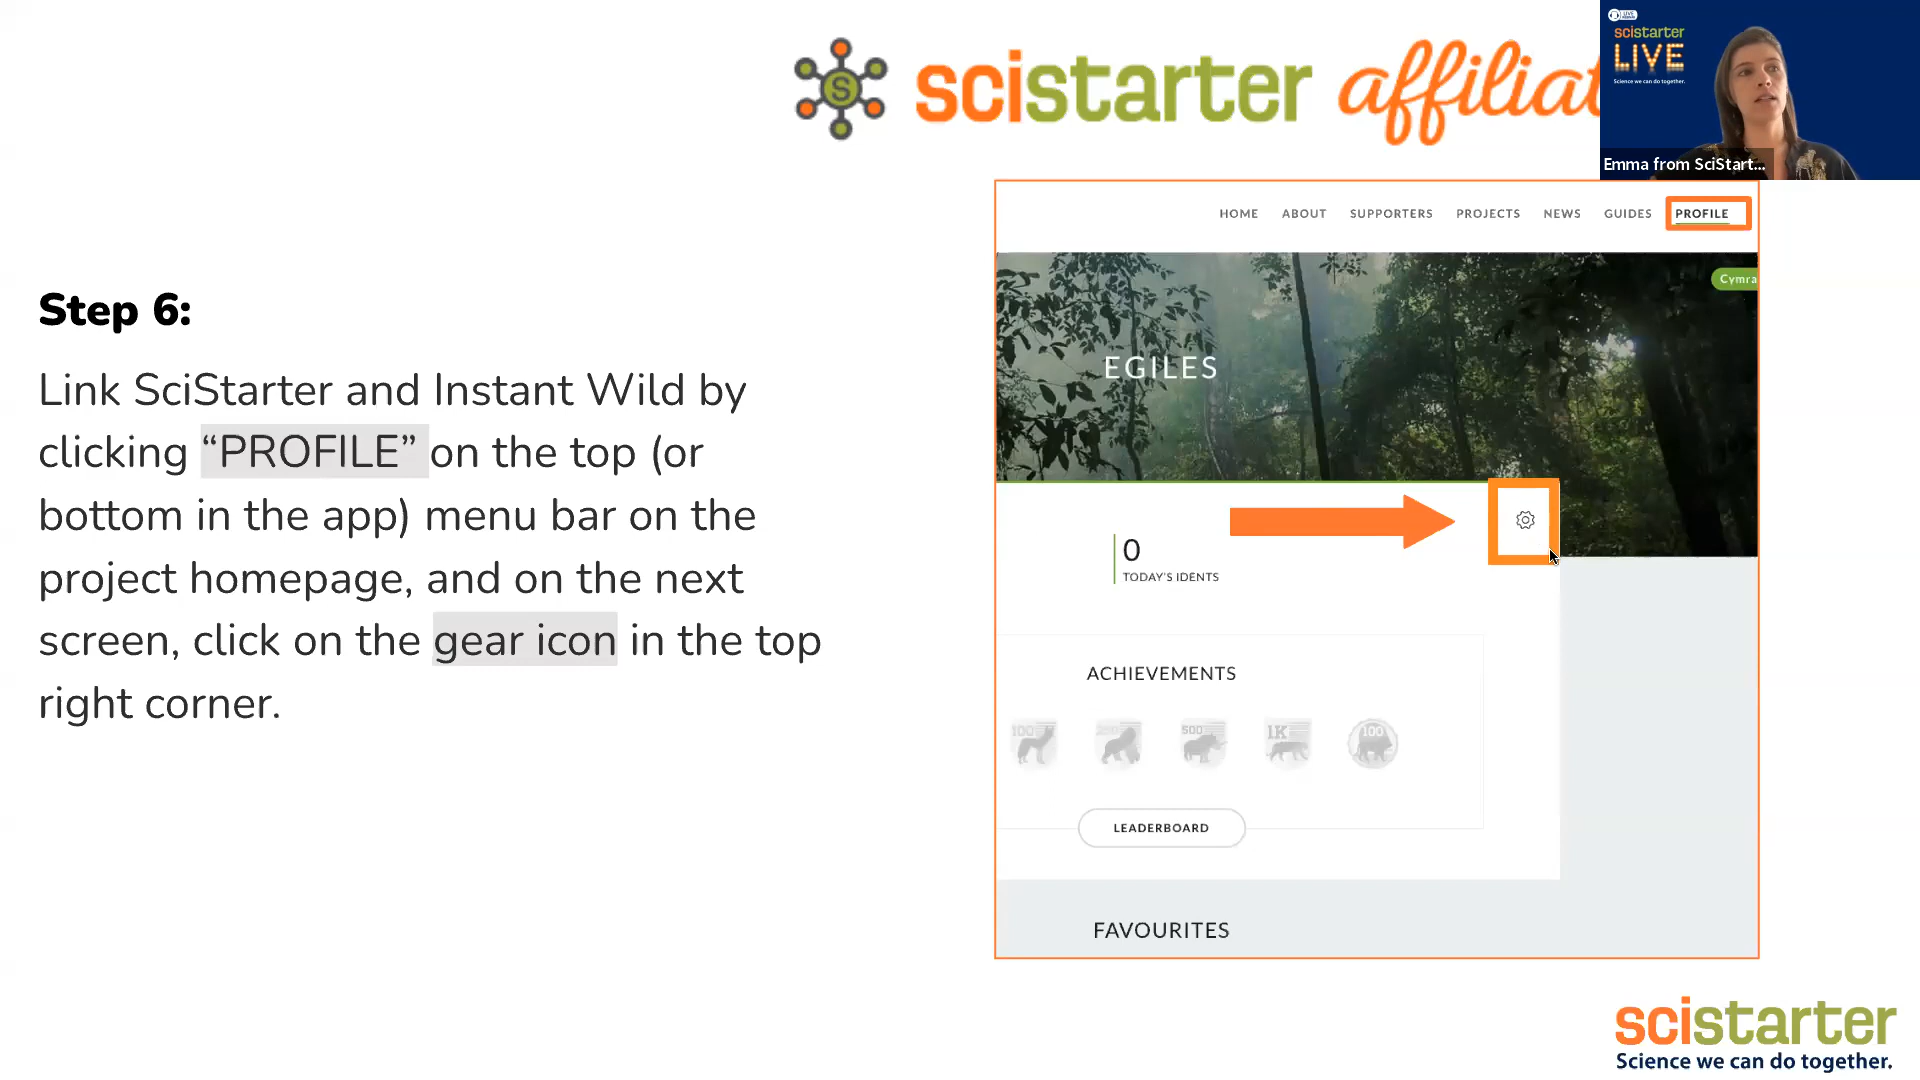 scistarter affiliat
LIVE
scistarter
LIVE
Science we can do together.
Emma from SciStart...
HOME ABOUT SUPPORTERS PROJECTS NEWS GUIDES PROFILE
Cymra
EGILES
Step 6:
Link SciStarter and Instant Wild by
clicking “PROFILE” on the top (or
bottom in the app) menu bar on the
project homepage, and on the next
screen, click on the gear icon in the top
right corner.
0
TODAY'S IDENTS
ACHIEVEMENTS
100 250 500 1K 100
LEADERBOARD
FAVOURITES
scistarter
Science we can do together.